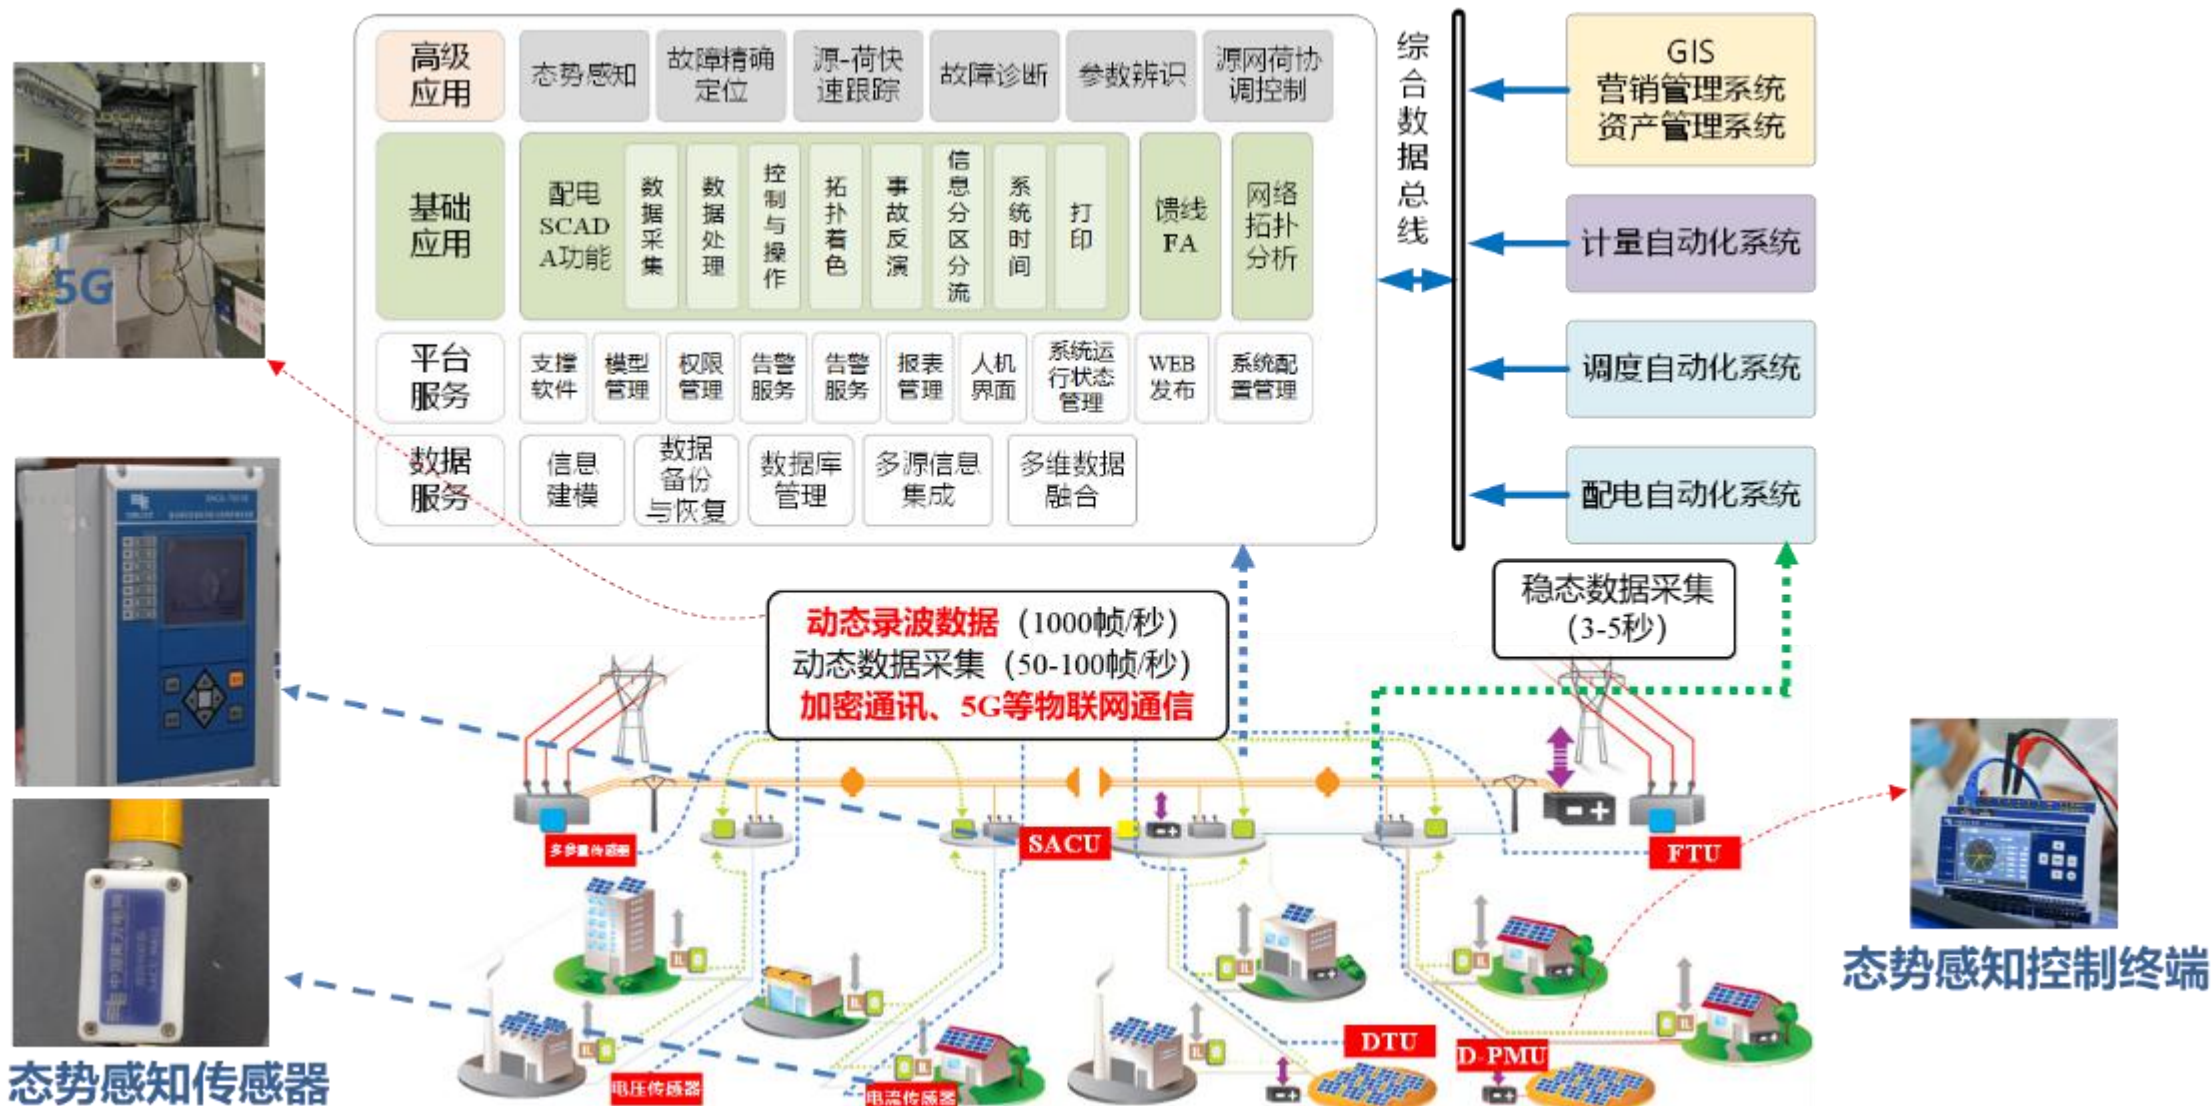 高级
应用
态势感知
故障精确
定位
源-荷快
速跟踪
故障诊断
参数辨识
源网荷协
调控制
基础
应用
配电
SCAD
A功能
数据采集
数据处理
控制与操作
拓扑着色
事故反演
信息分区分流
系统时间
打印
馈线
FA
网络
拓扑
分析
平台
服务
支撑
软件
模型
管理
权限
管理
告警
服务
告警
服务
报表
管理
人机
界面
系统运
行状态
管理
WEB
发布
系统配
置管理
数据
服务
信息
建模
数据
备份
与恢复
数据库
管理
多源信息
集成
多维数据
融合
综合数据总线
GIS
营销管理系统
资产管理系统
计量自动化系统
调度自动化系统
配电自动化系统
5G
动态录波数据（1000帧/秒）
动态数据采集（50-100帧/秒）
加密通讯、5G等物联网通信
稳态数据采集
（3-5秒）
多参量传感器
SACU
FTU
DTU
D-PMU
电压传感器
电流传感器
态势感知传感器
态势感知控制终端